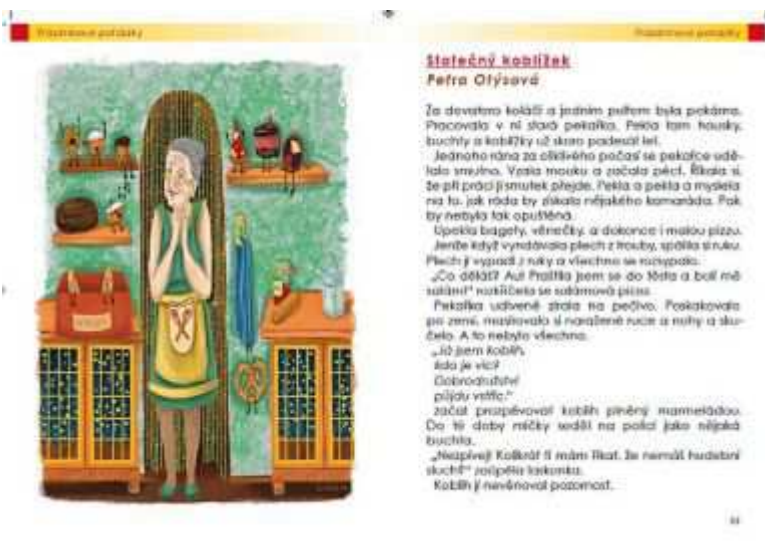 Prázdninové pohádky
Prázdninové pohádky
Statečný koblížek
Petra Otýsová
Za devatero koláči a jedním pultem byla pekárna.
Pracovala v ní stará pekařka. Pekla tam housky,
buchty a koblížky už skoro padesát let.
Jednoho rána za ošklivého počasí se pekařce udě-
lalo smutno. Vzala mouku a začala péct. Říkala si,
že při práci jí smutek přejde. Pekla a pekla a myslela
na to, jak ráda by získala nějakého kamaráda. Pak
by nebyla tak opuštěná.
Upekla bagety, věnečky, a dokonce i malou pizzu.
Jenže když vyndávala plech z trouby, spálila si ruku.
Plech jí vypadl z ruky a všechno se rozsypalo.
„Co děláš? Au! Praštila jsem se do těsta a bolí mě
salám!“ rozkřičela se salámová pizza.
Pekařka udiveně zírala na pečivo. Poskakovalo
po zemi, masírovalo si naražené ruce a nohy a sku-
čelo. A to nebylo všechno.
„Já jsem koblih,
kdo je víc?
Dobrodružství
půjdu vstříc.“
začal prozpěvovat koblih plněný marmeládou.
Do té doby mlčky seděl na polici jako nějaká
buchta.
„Nezpívej! Kolikrát ti mám říkat, že nemáš hudební
sluch!“ zaúpěla laskonka.
Koblih jí nevěnoval pozornost.